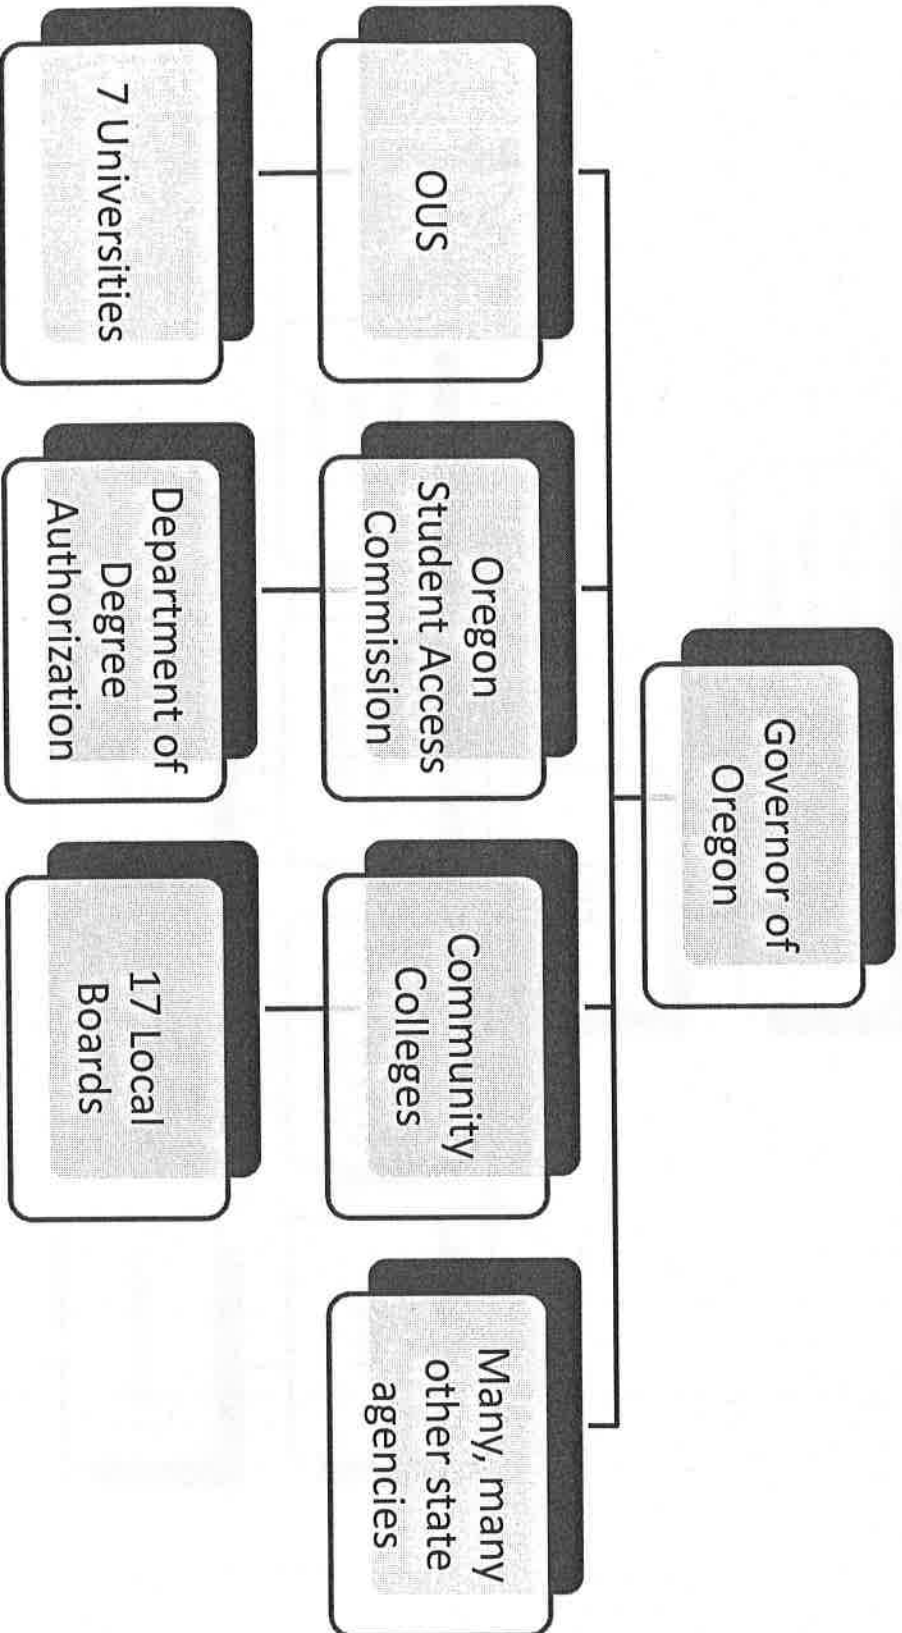 Governor of
Oregon
OUS
Oregon
Student Access
Commission
Community
Colleges
Many, many
other state
agencies
7 Universities
Department of
Degree
Authorization
17 Local
Boards